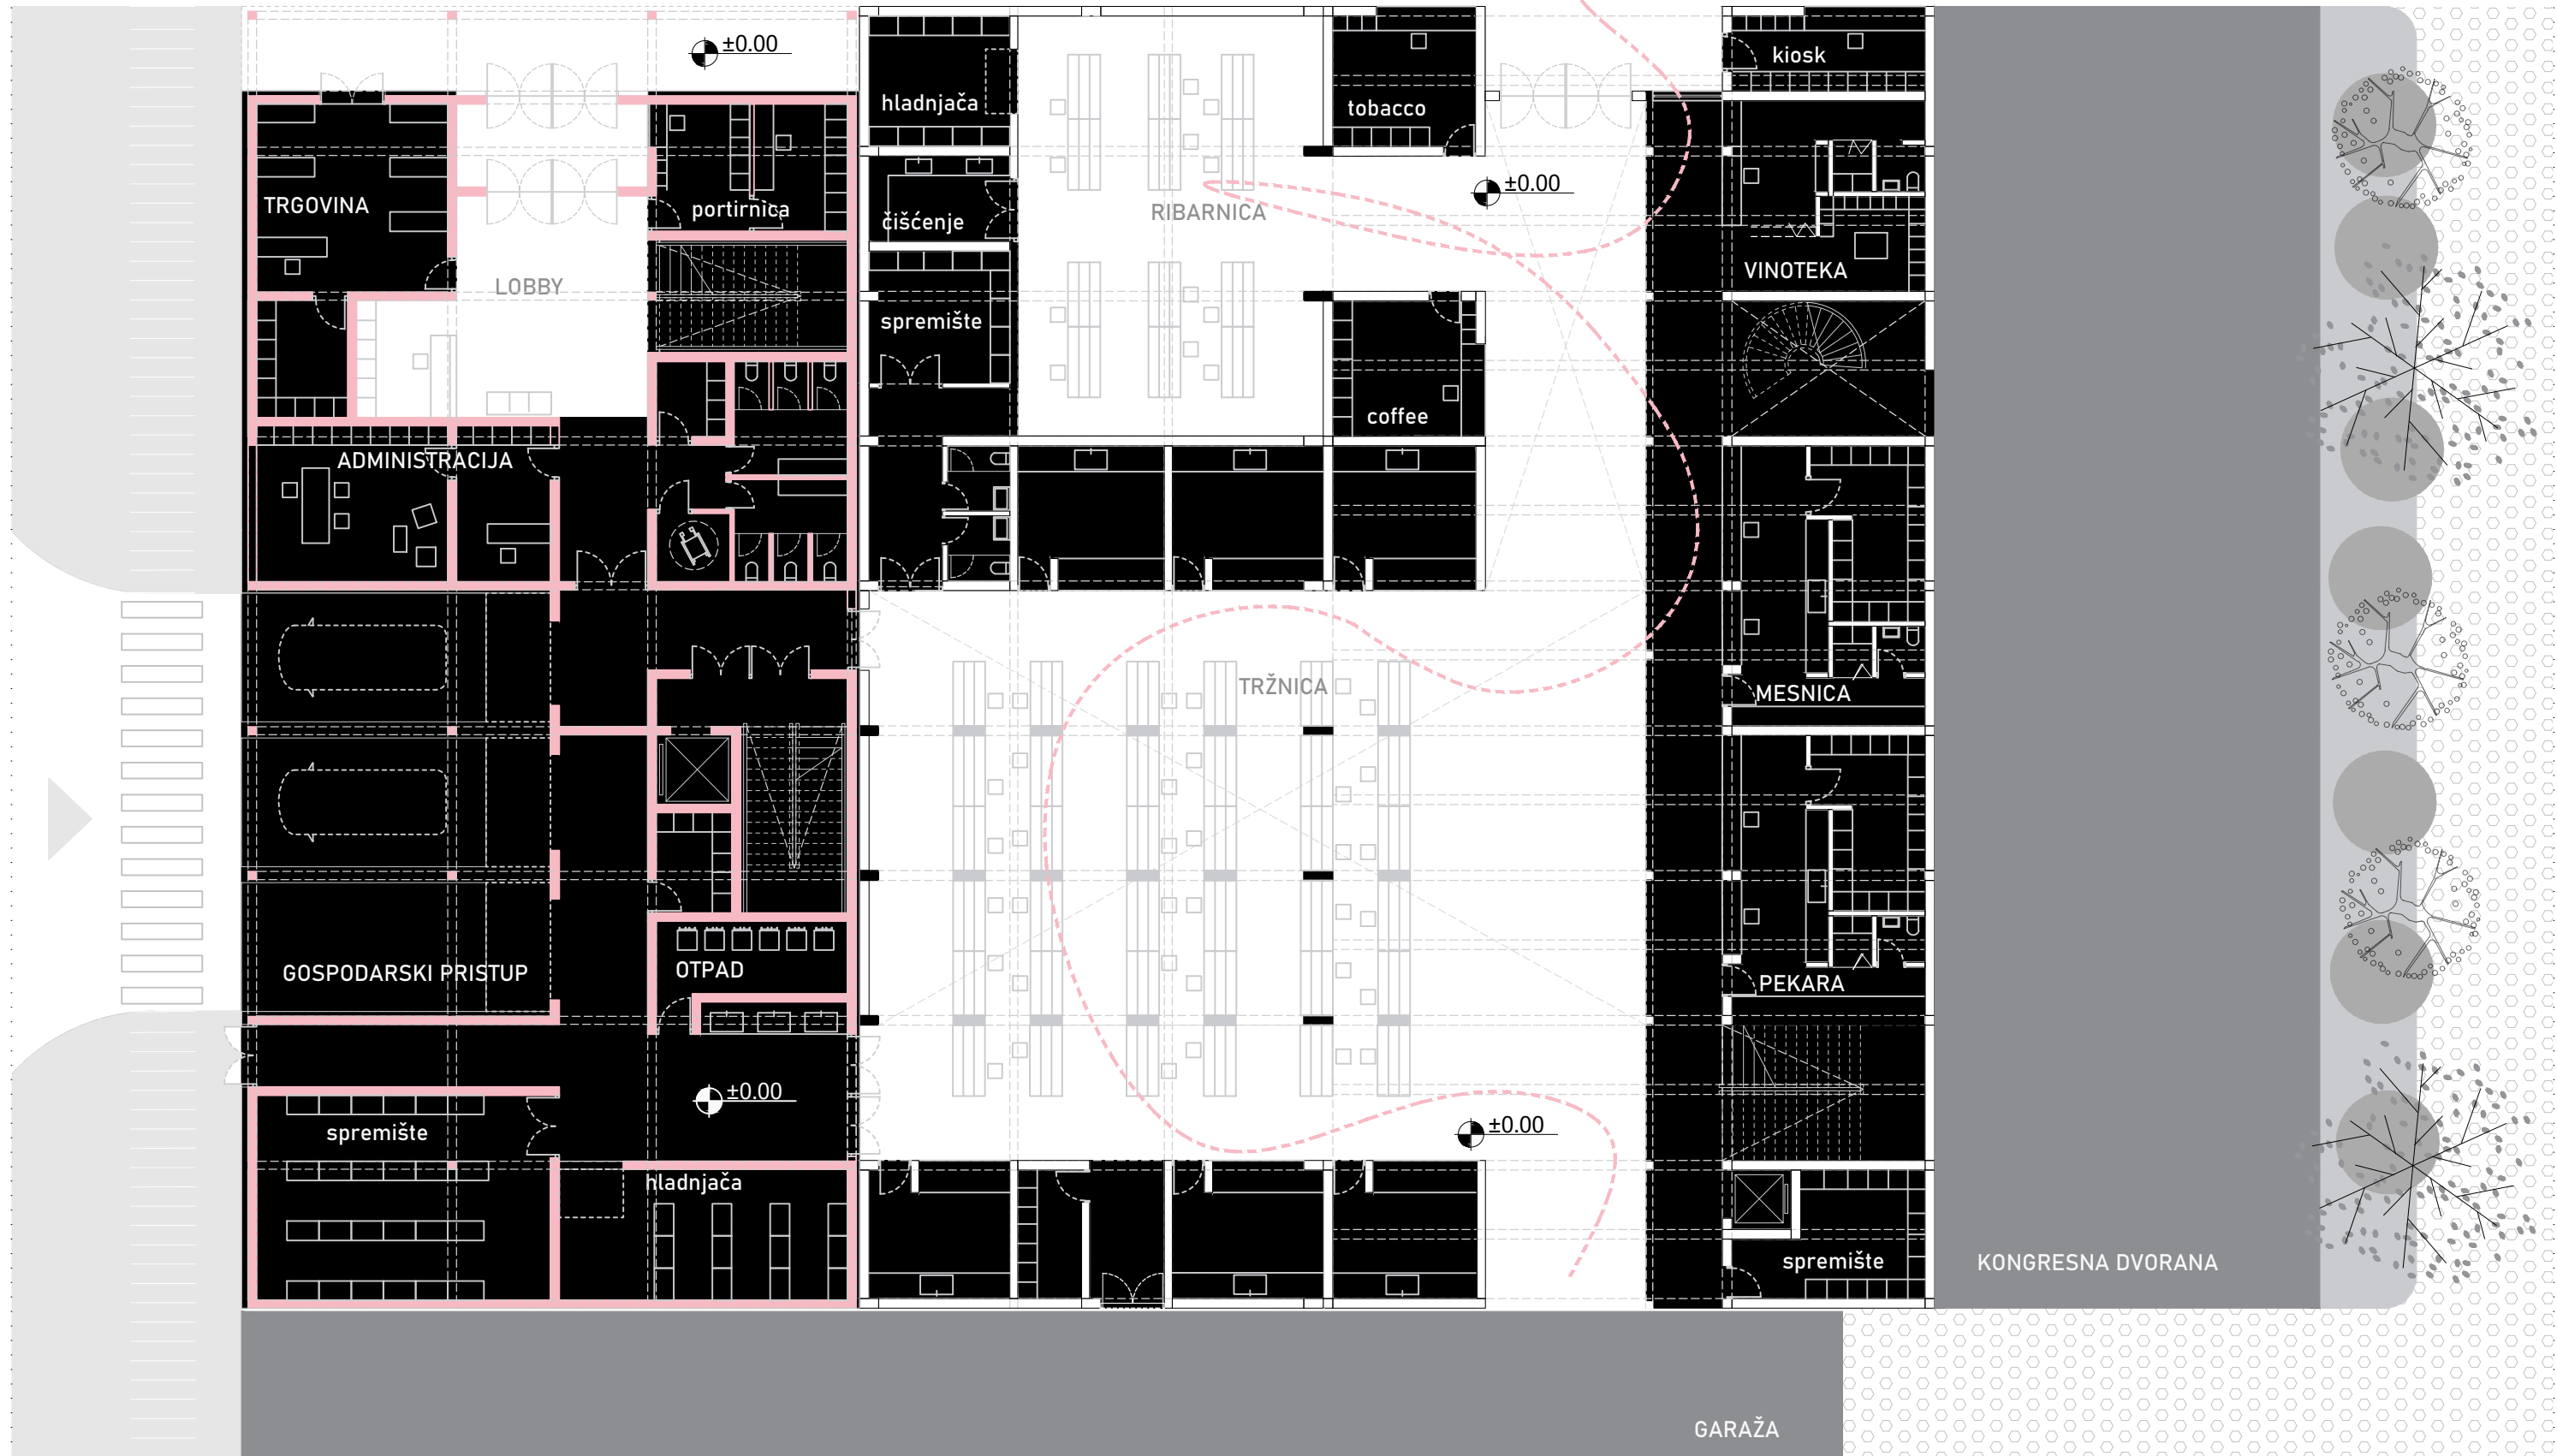 ±0.00
kiosk
hladnjača
tobacco
±0.00
TRGOVINA
portirnica
čišćenje
RIBARNICA
VINOTEKA
LOBBY
spremište
coffee
ADMINISTRACIJA
TRŽNICA
MESNICA
OTPAD
GOSPODARSKI PRISTUP
PEKARA
±0.00
±0.00
spremište
hladnjača
spremište
KONGRESNA DVORANA
GARAŽA